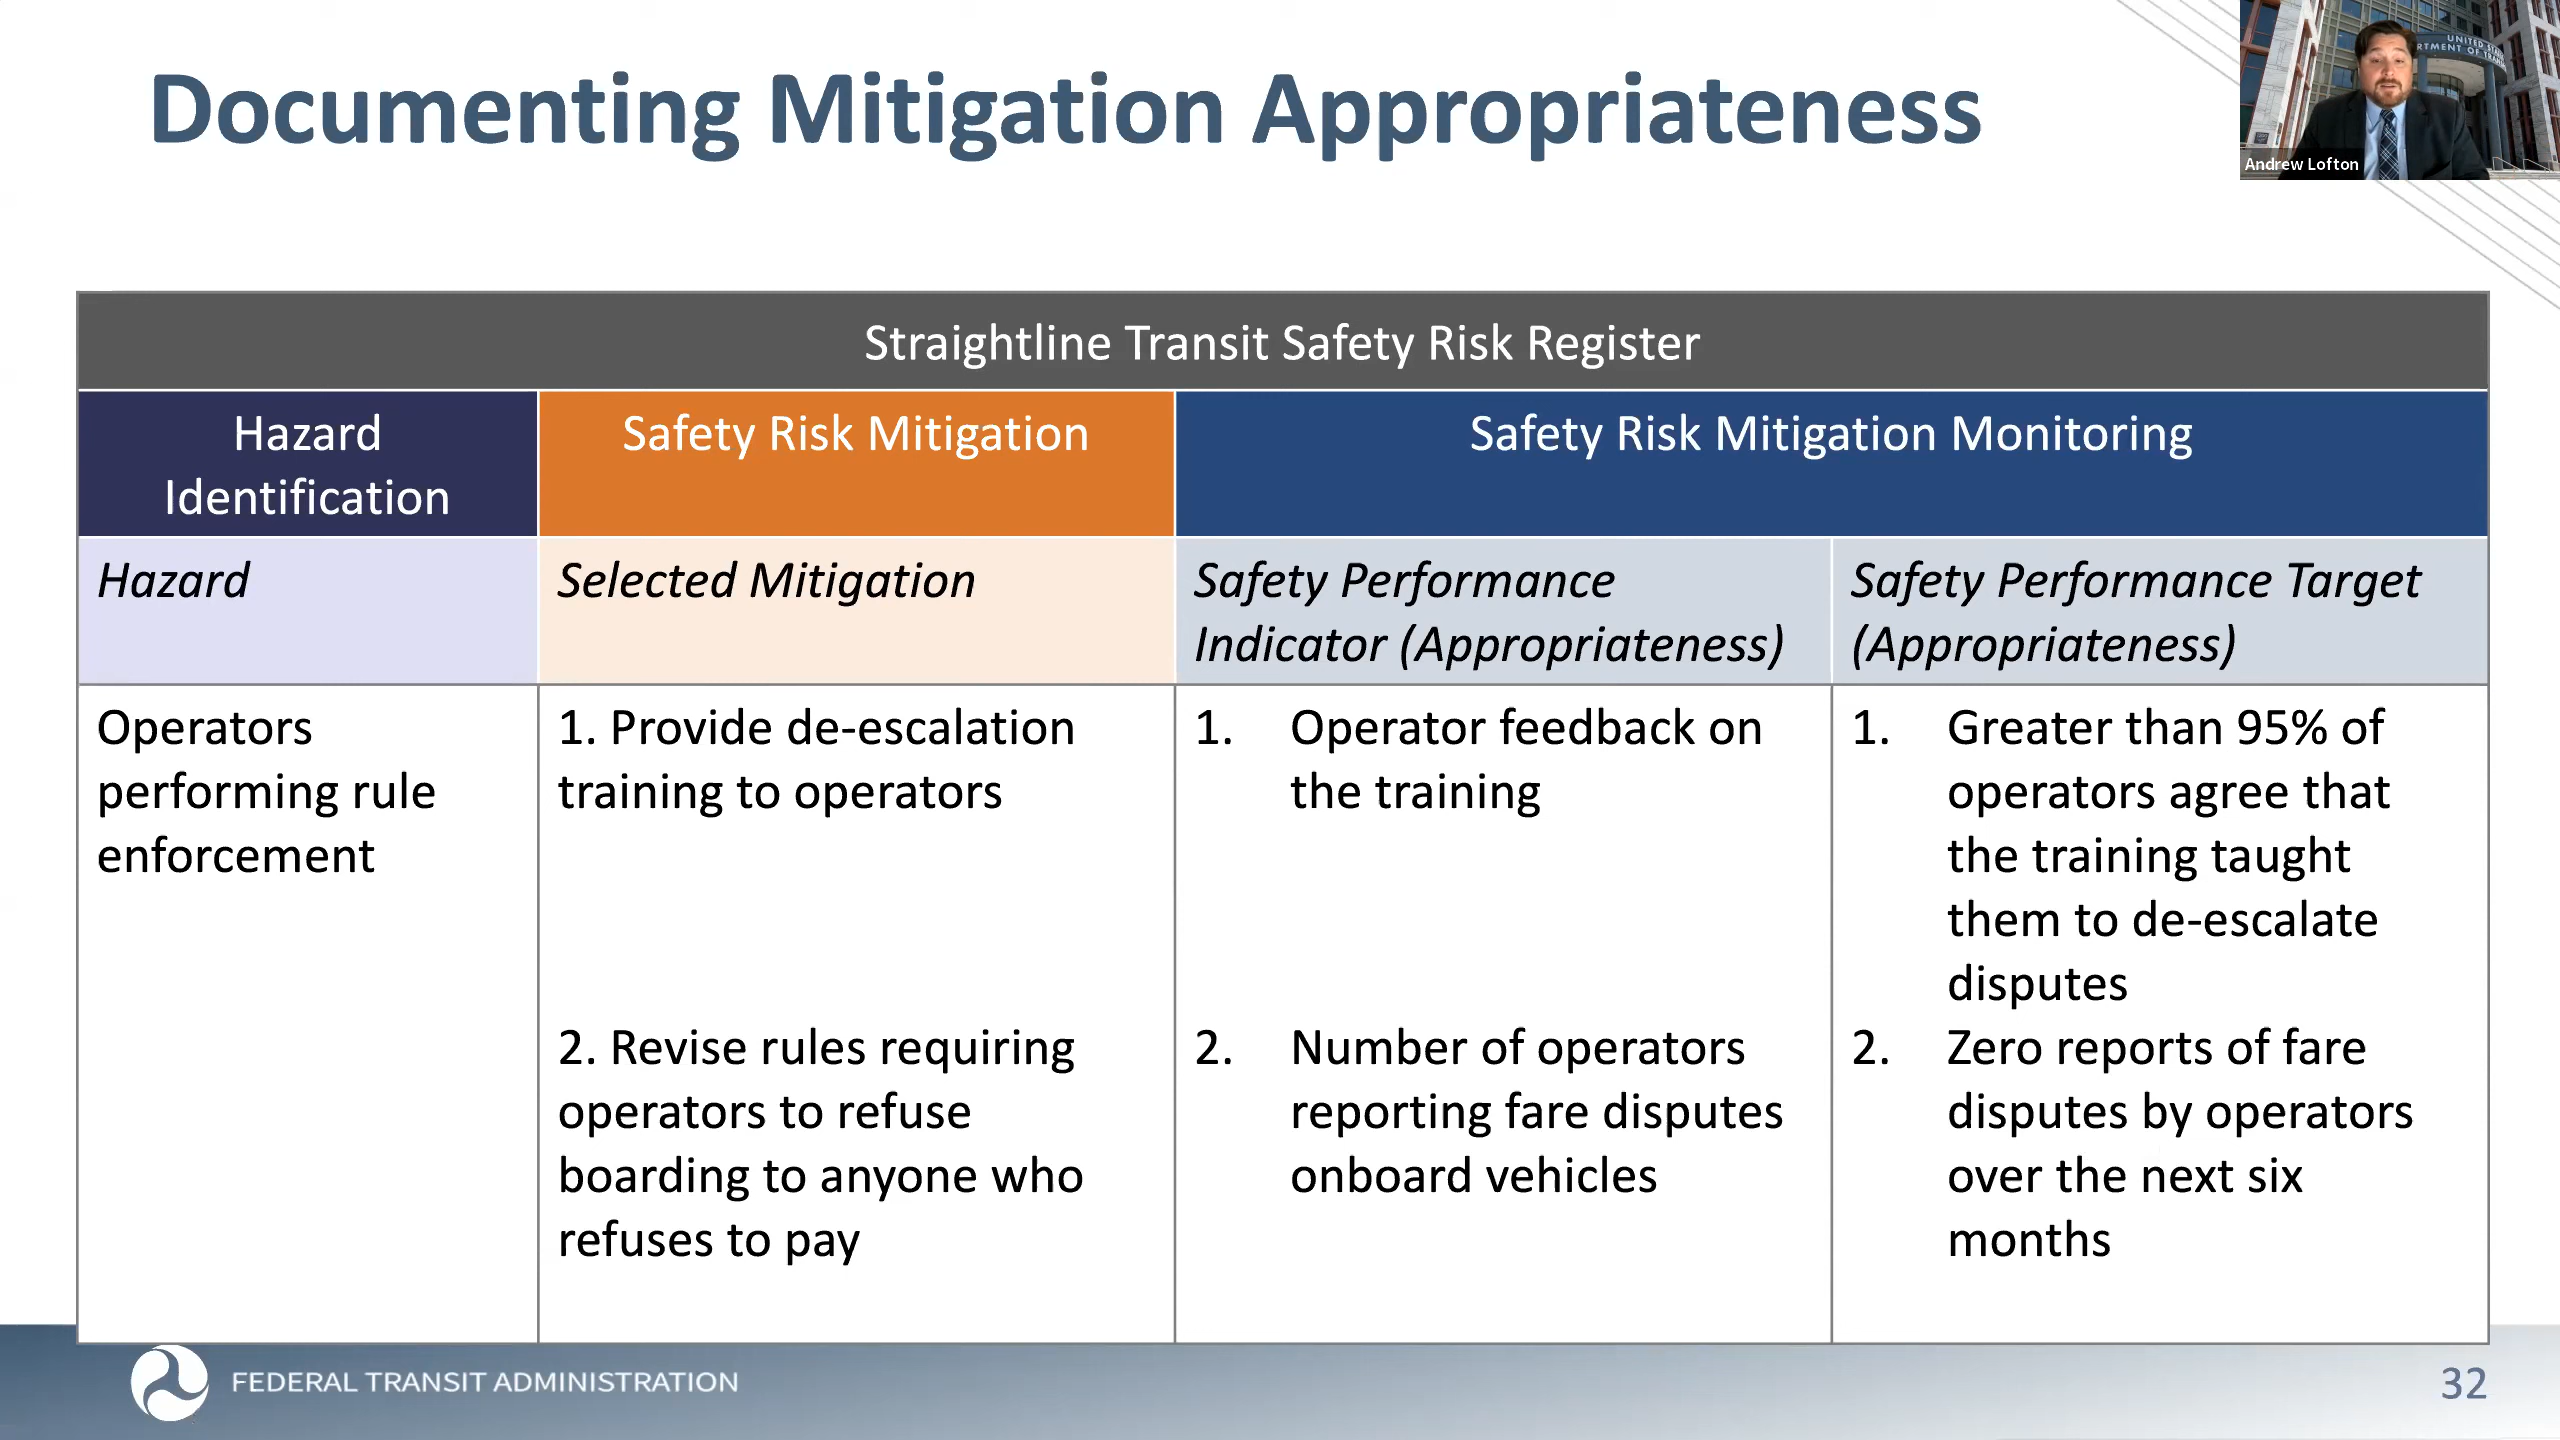 Documenting Mitigation Appropriateness
UNITED STA
RTMENT OF TRAN
Andrew Lofton
Straightline Transit Safety Risk Register
Hazard
Identification
Safety Risk Mitigation
Safety Risk Mitigation Monitoring
Hazard
Selected Mitigation
Safety Performance
Indicator (Appropriateness)
Safety Performance Target
(Appropriateness)
Operators
performing rule
enforcement
1. Provide de-escalation
training to operators
2. Revise rules requiring
operators to refuse
boarding to anyone who
refuses to pay
1. Operator feedback on
the training
2. Number of operators
reporting fare disputes
onboard vehicles
1. Greater than 95% of
operators agree that
the training taught
them to de-escalate
disputes
2. Zero reports of fare
disputes by operators
over the next six
months
FEDERAL TRANSIT ADMINISTRATION
32